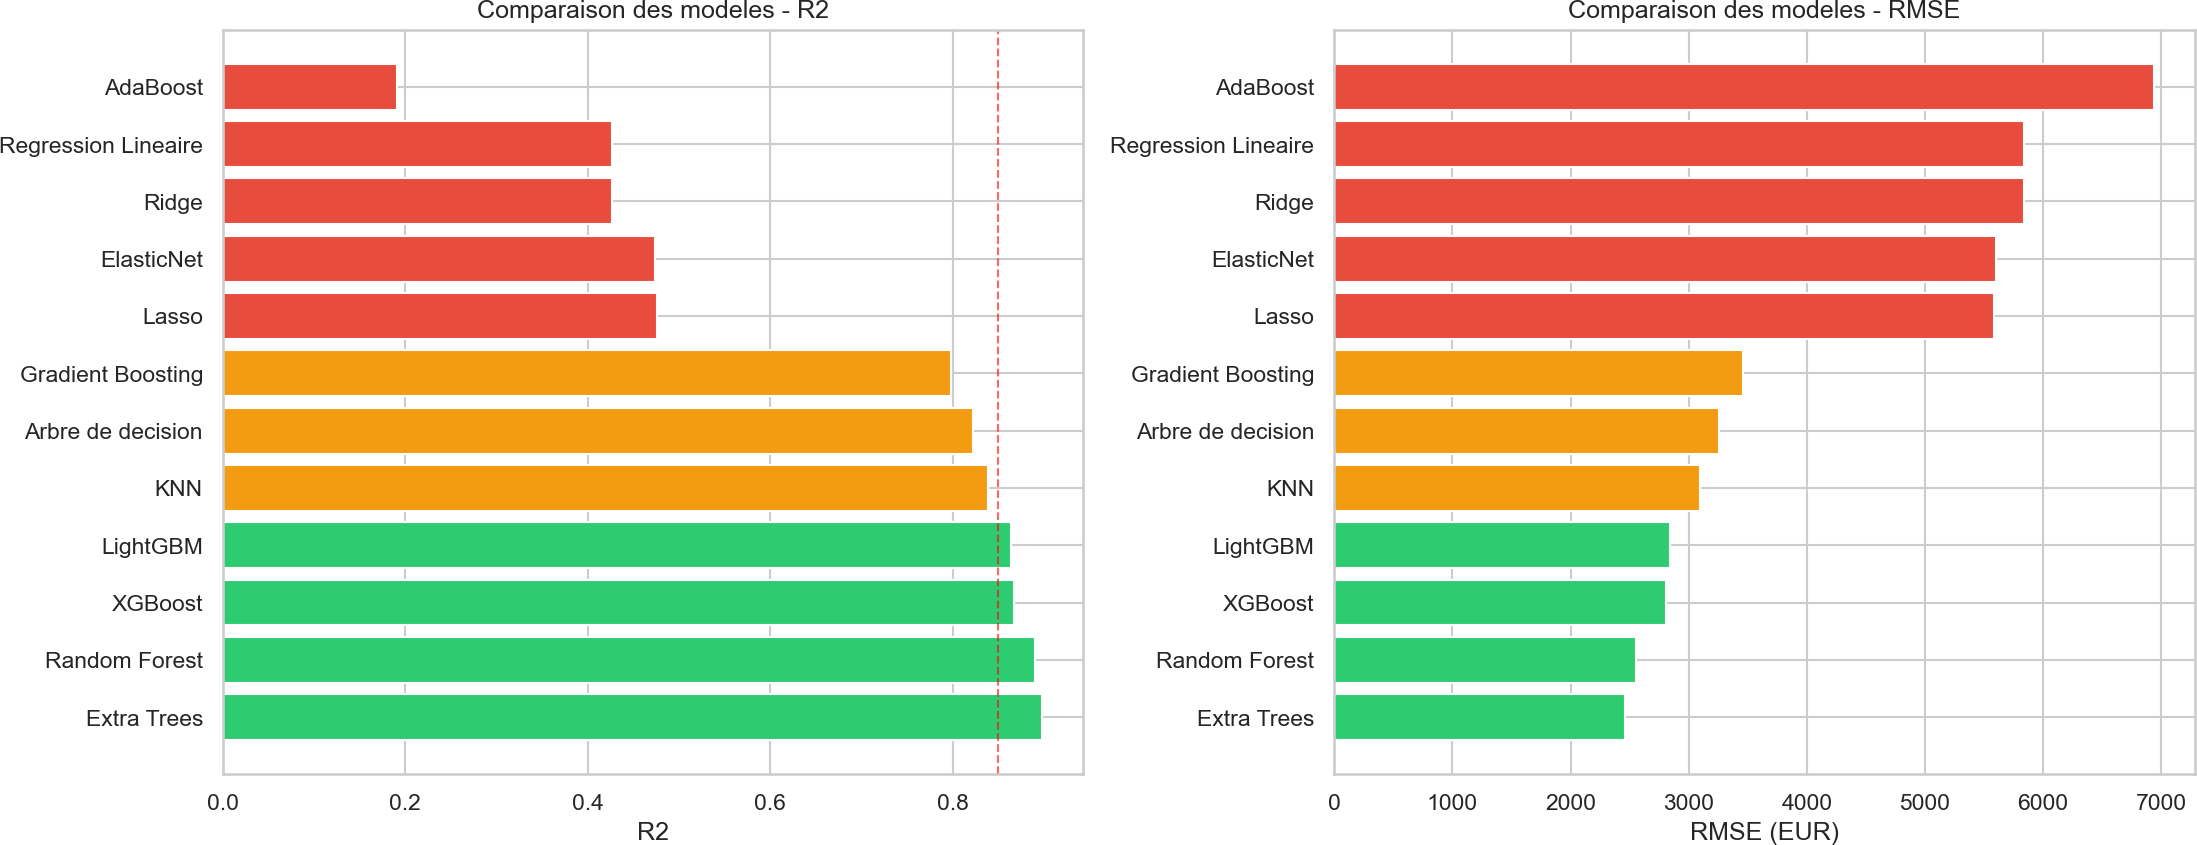 Comparaison des modeles - R2
AdaBoost
Regression Lineaire
Ridge
ElasticNet
Lasso
Gradient Boosting
Arbre de decision
KNN
LightGBM
XGBoost
Random Forest
Extra Trees
0.0 0.2 0.4 0.6 0.8
R2
Comparaison des modeles - RMSE
AdaBoost
Regression Lineaire
Ridge
ElasticNet
Lasso
Gradient Boosting
Arbre de decision
KNN
LightGBM
XGBoost
Random Forest
Extra Trees
0 1000 2000 3000 4000 5000 6000 7000
RMSE (EUR)